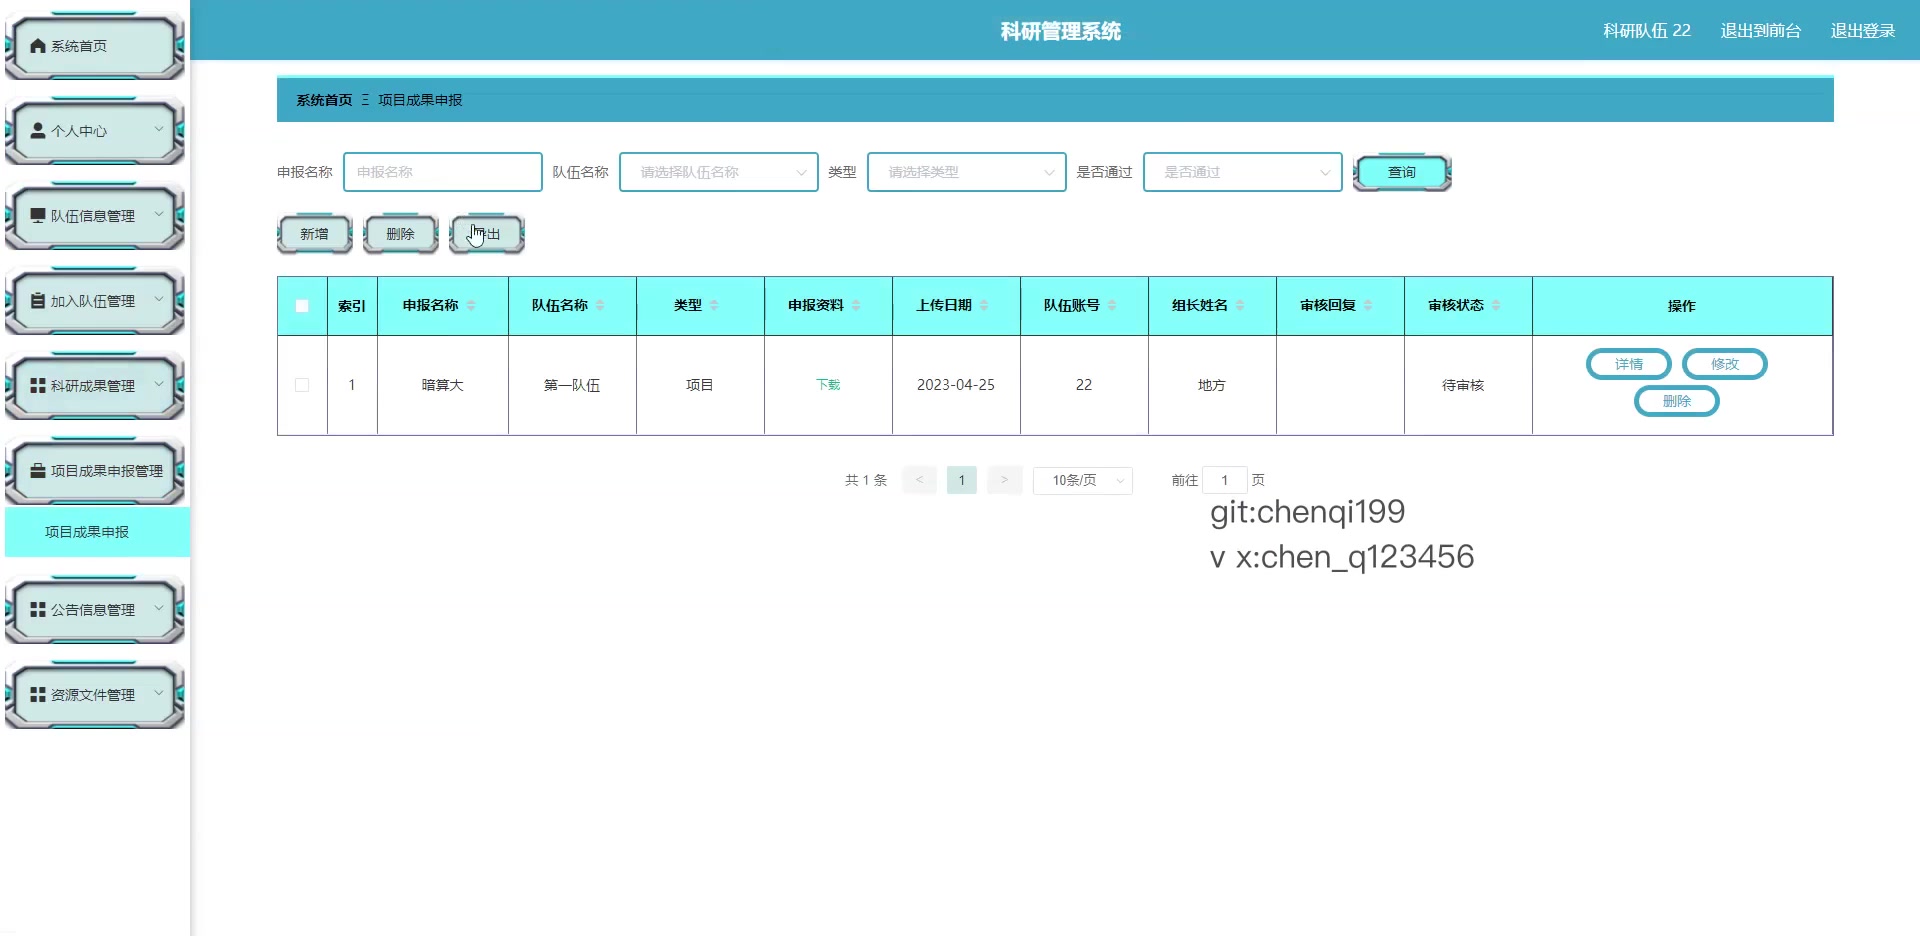 科研管理系统
科研队伍 22 退出到前台 退出登录
系统首页
个人中心
队伍信息管理
加入队伍管理
科研成果管理
项目成果申报管理
项目成果申报
公告信息管理
资源文件管理
系统首页 Ξ 项目成果申报
申报名称 申报名称 队伍名称 请选择队伍名称 类型 请选择类型 是否通过 是否通过 查询
新增 删除 出
索引 申报名称 队伍名称 类型 申报资料 上传日期 队伍账号 组长姓名 审核回复 审核状态 操作
1 暗算大 第一队伍 项目 下载 2023-04-25 22 地方 待审核 详情 修改
删除
共 1 条 < 1 > 10条/页 前往 1 页
git:chenqi199
v x:chen_q123456